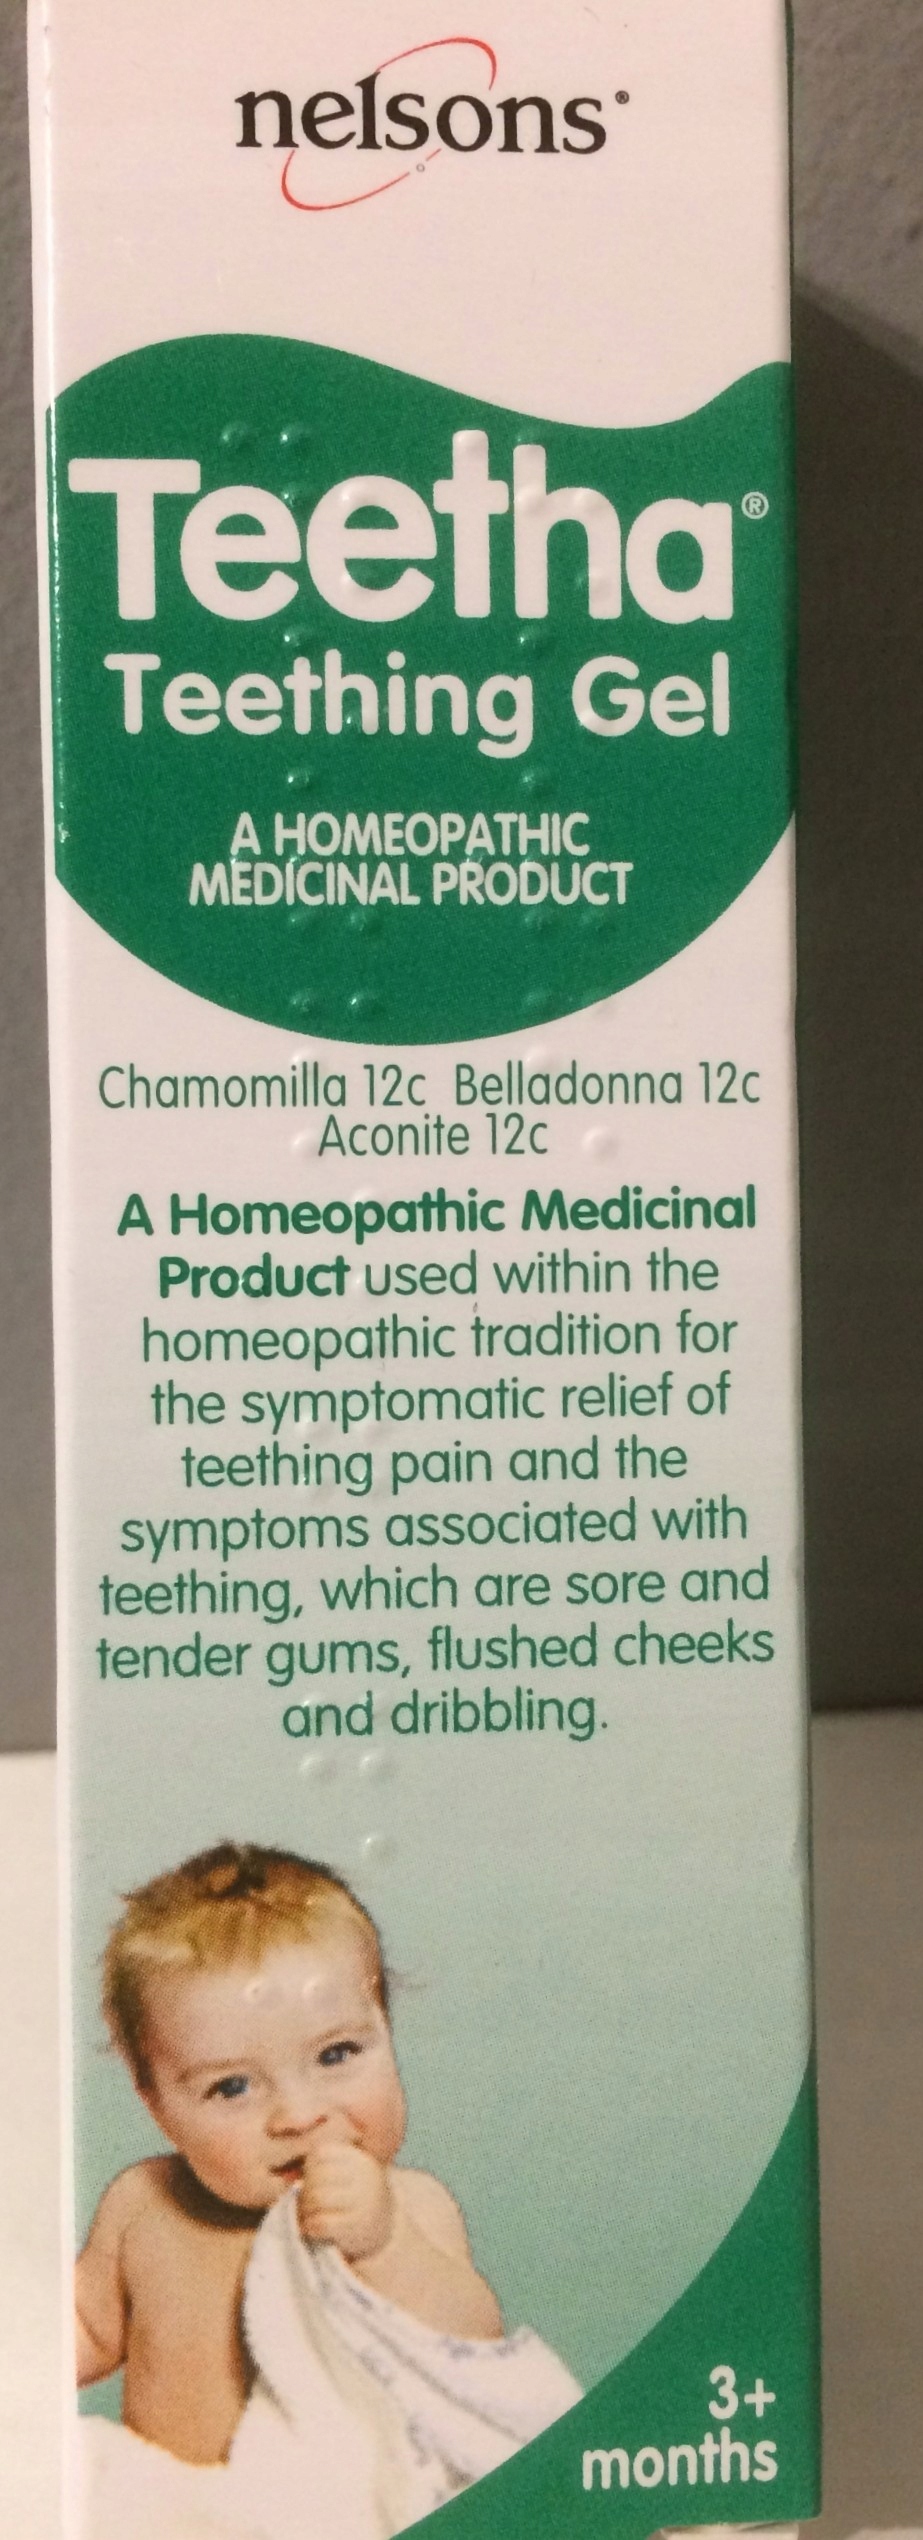 nelsons®
Teetha®
Teething Gel
A HOMEOPATHIC
MEDICINAL PRODUCT
Chamomilla 12c Belladonna 12c
Aconite 12c
A Homeopathic Medicinal
Product used within the
homeopathic tradition for
the symptomatic relief of
teething pain and the
symptoms associated with
teething, which are sore and
tender gums, flushed cheeks
and dribbling.
3+
months